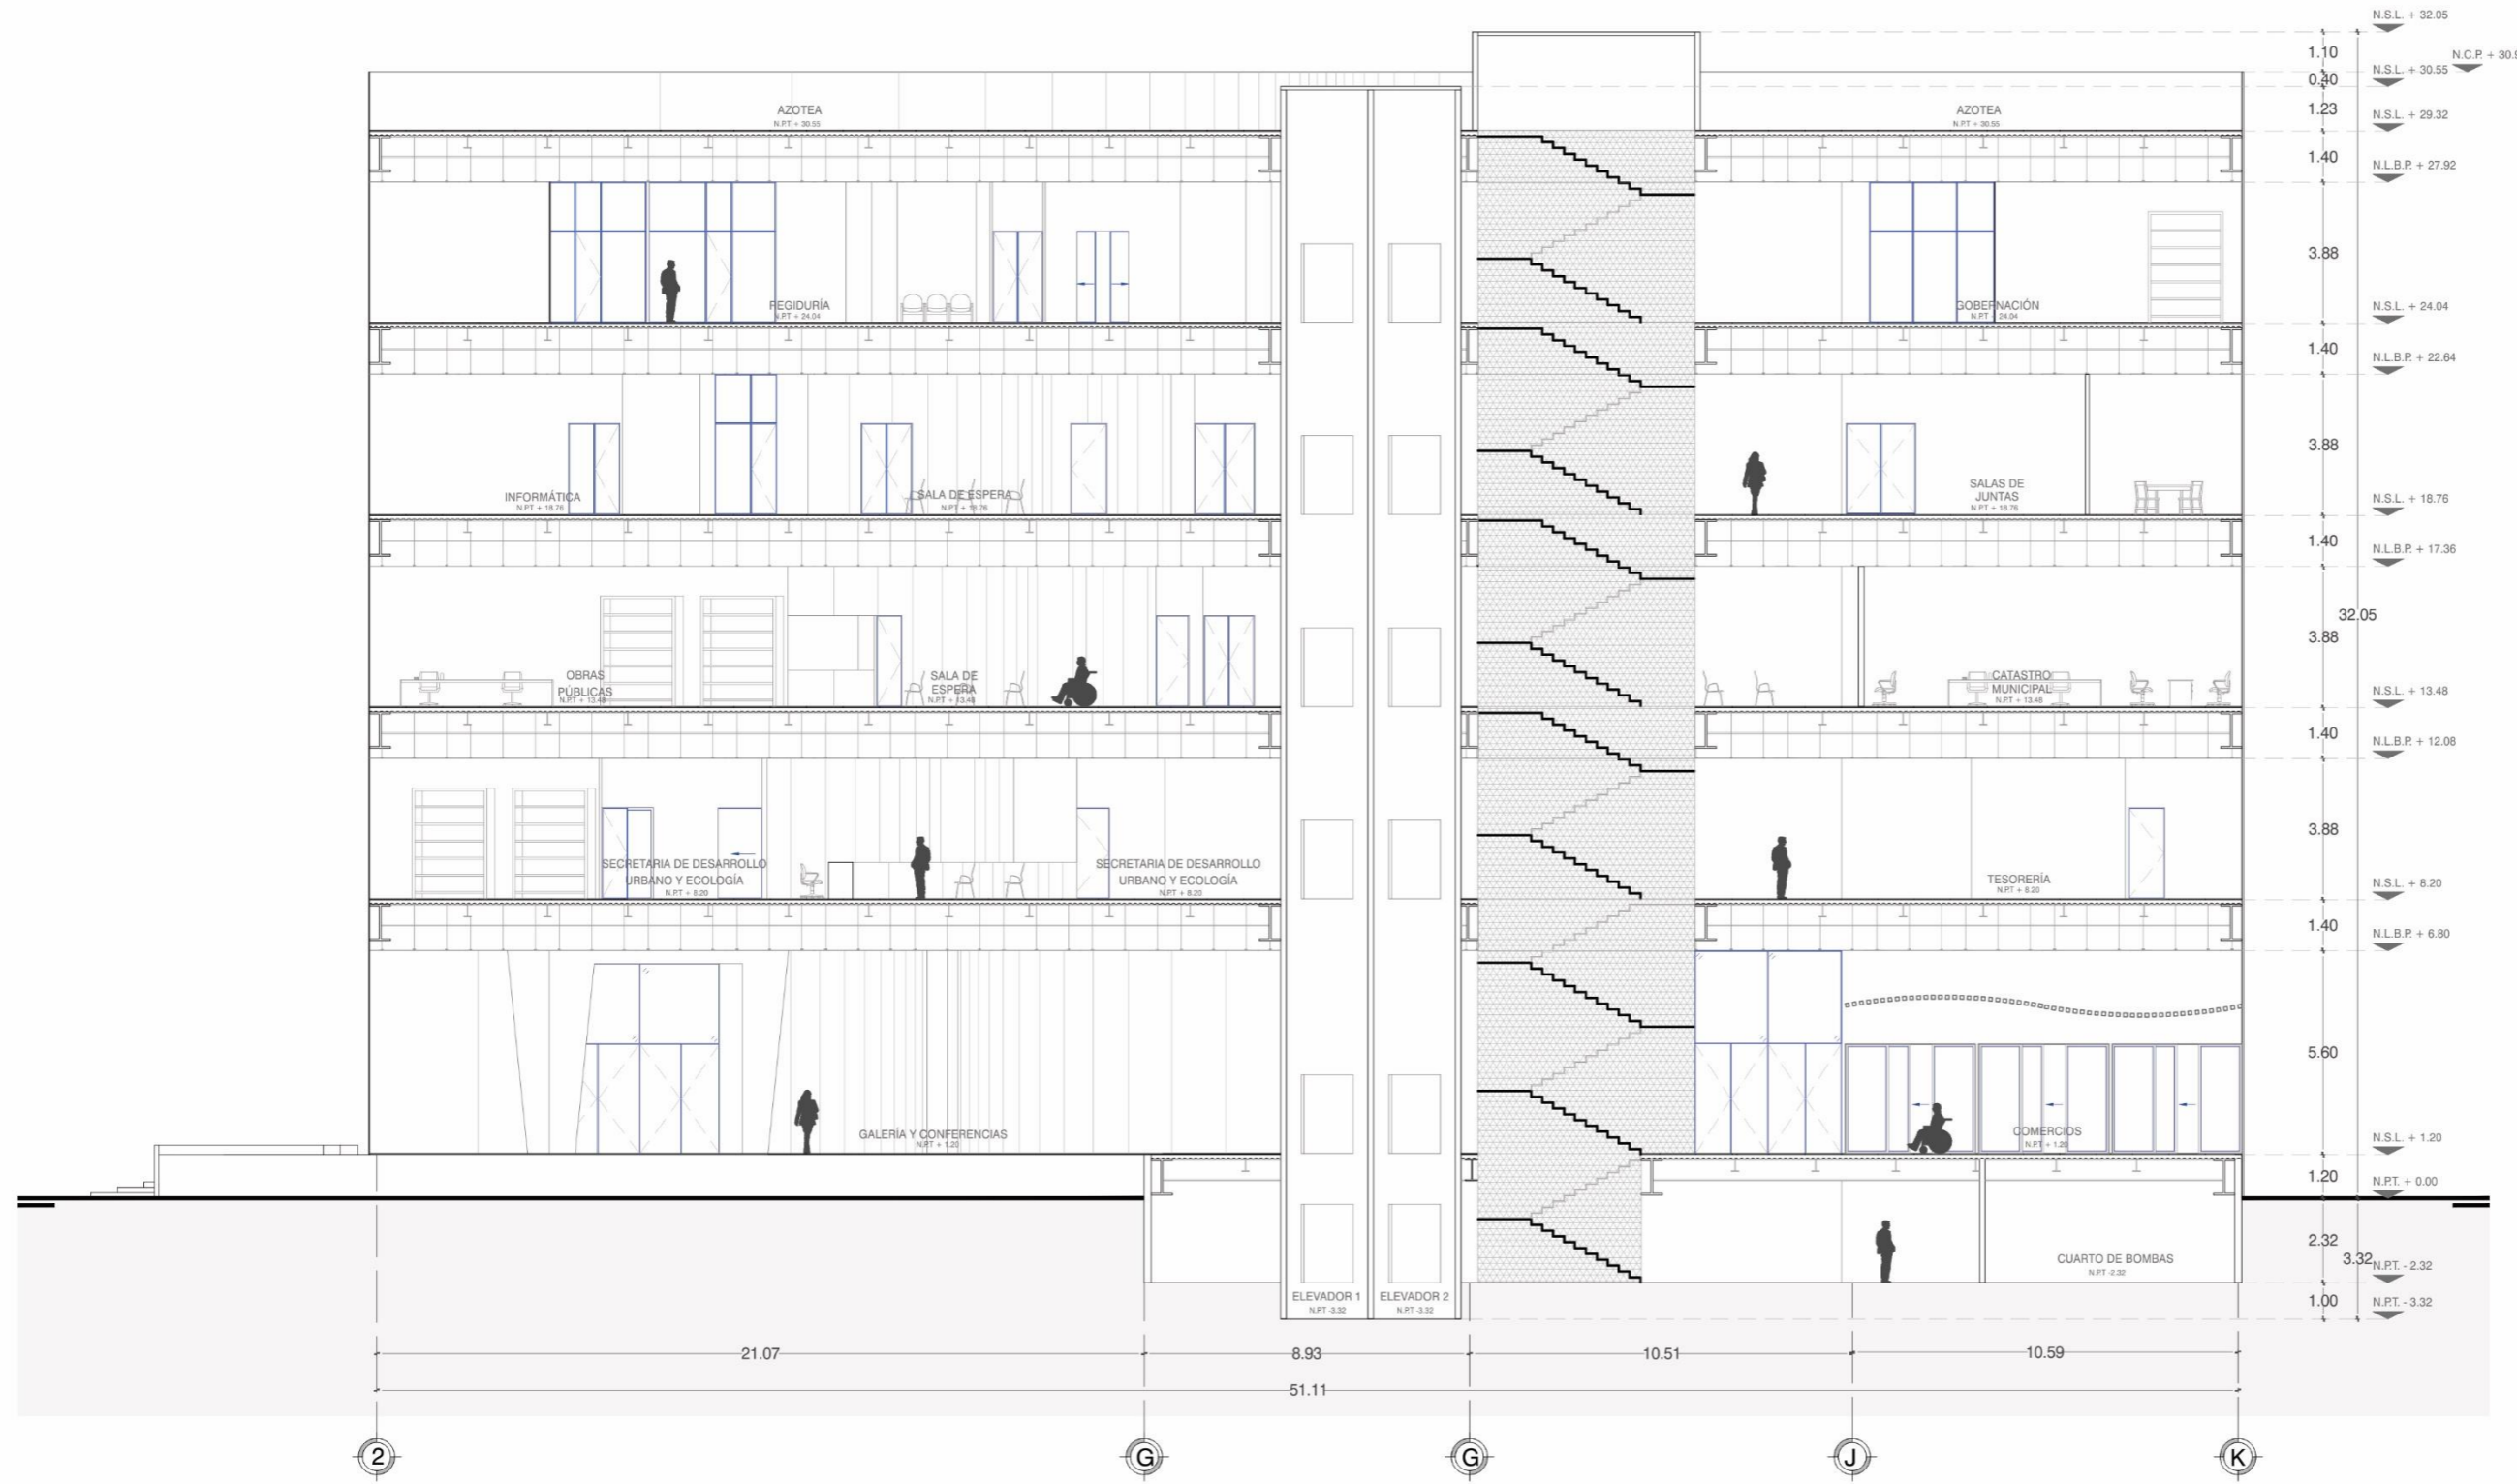 N.S.L. + 32.05
1.10
N.C.P. + 30.9
N.S.L. + 30.55
0.40
AZOTEA
N.P.T + 30.55
AZOTEA
N.P.T + 30.55
1.23
N.S.L. + 29.32
1.40
N.L.B.P. + 27.92
3.88
REGIDURÍA
N.P.T + 24.04
GOBERNACIÓN
N.P.T + 24.04
N.S.L. + 24.04
1.40
N.L.B.P. + 22.64
3.88
INFORMÁTICA
N.P.T + 18.76
SALA DE ESPERA
N.P.T + 18.76
SALAS DE
JUNTAS
N.P.T + 18.76
N.S.L. + 18.76
1.40
N.L.B.P. + 17.36
32.05
3.88
OBRAS
PÚBLICAS
N.P.T + 13.48
SALA DE
ESPERA
N.P.T + 13.48
CATASTRO
MUNICIPAL
N.P.T + 13.48
N.S.L. + 13.48
1.40
N.L.B.P. + 12.08
3.88
SECRETARIA DE DESARROLLO
URBANO Y ECOLOGÍA
N.P.T + 8.20
SECRETARIA DE DESARROLLO
URBANO Y ECOLOGÍA
N.P.T + 8.20
TESORERÍA
N.P.T + 8.20
N.S.L. + 8.20
1.40
N.L.B.P. + 6.80
5.60
GALERÍA Y CONFERENCIAS
N.P.T + 1.20
COMERCIOS
N.P.T + 1.20
N.S.L. + 1.20
1.20
N.P.T. + 0.00
2.32
3.32
CUARTO DE BOMBAS
N.P.T -2.32
N.P.T. - 2.32
ELEVADOR 1
N.P.T -3.32
ELEVADOR 2
N.P.T -3.32
1.00
N.P.T. - 3.32
21.07
8.93
10.51
10.59
51.11
2
G
G
J
K